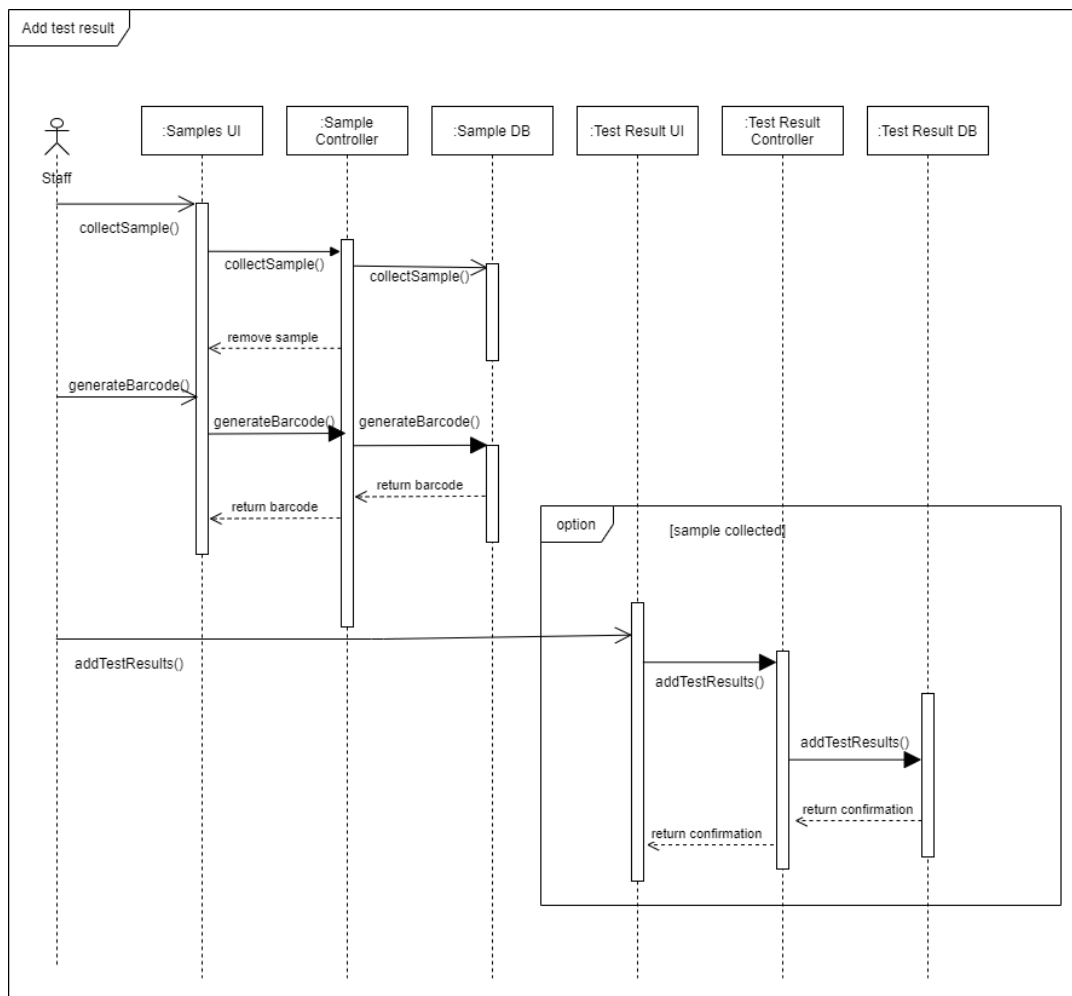 Add test result
:Samples UI
:Sample
Controller
:Sample DB
:Test Result UI
:Test Result
Controller
:Test Result DB
Staff
collectSample()
collectSample()
collectSample()
remove sample
generateBarcode()
generateBarcode()
generateBarcode()
return barcode
return barcode
option
[sample collected]
addTestResults()
addTestResults()
addTestResults()
return confirmation
return confirmation